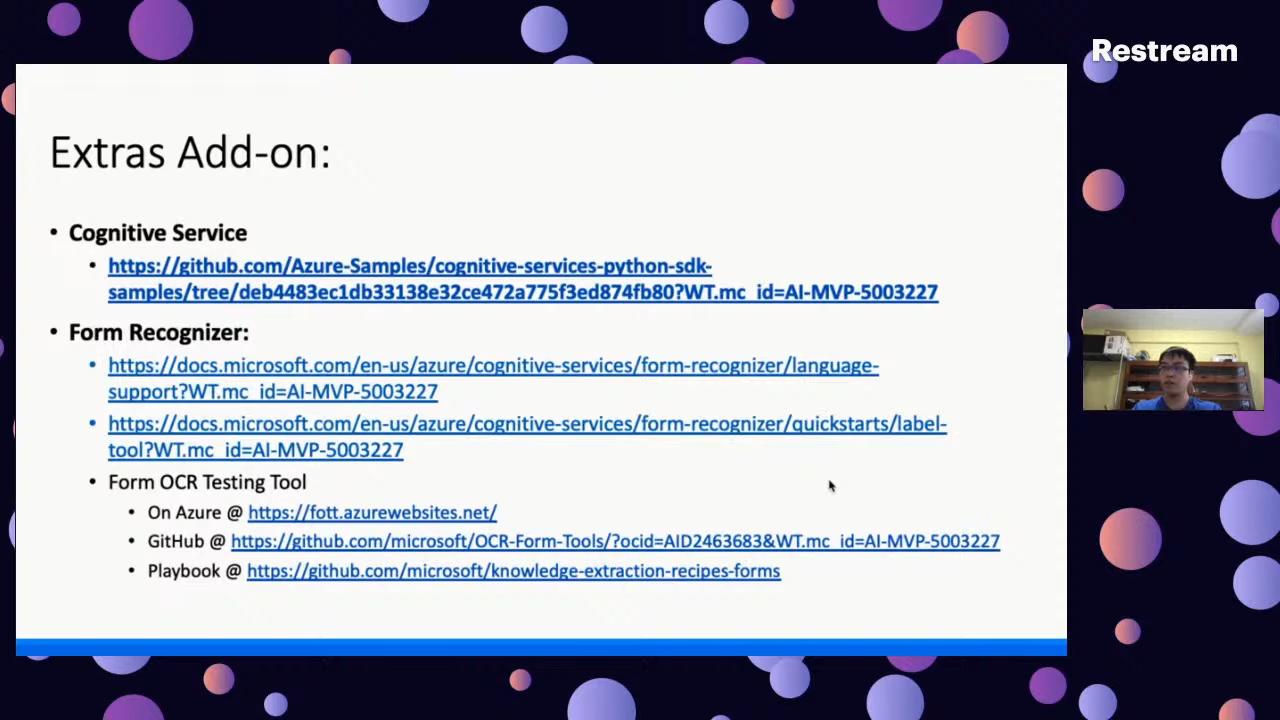 Restream
Extras Add-on:
• Cognitive Service
• https://github.com/Azure-Samples/cognitive-services-python-sdk-
samples/tree/deb4483ec1db33138e32ce472a775f3ed874fb80?WT.mc_id=AI-MVP-5003227
• Form Recognizer:
• https://docs.microsoft.com/en-us/azure/cognitive-services/form-recognizer/language-
support?WT.mc_id=AI-MVP-5003227
• https://docs.microsoft.com/en-us/azure/cognitive-services/form-recognizer/quickstarts/label-
tool?WT.mc_id=AI-MVP-5003227
• Form OCR Testing Tool
• On Azure @ https://fott.azurewebsites.net/
• GitHub @ https://github.com/microsoft/OCR-Form-Tools/?ocid=AID2463683&WT.mc_id=AI-MVP-5003227
• Playbook @ https://github.com/microsoft/knowledge-extraction-recipes-forms